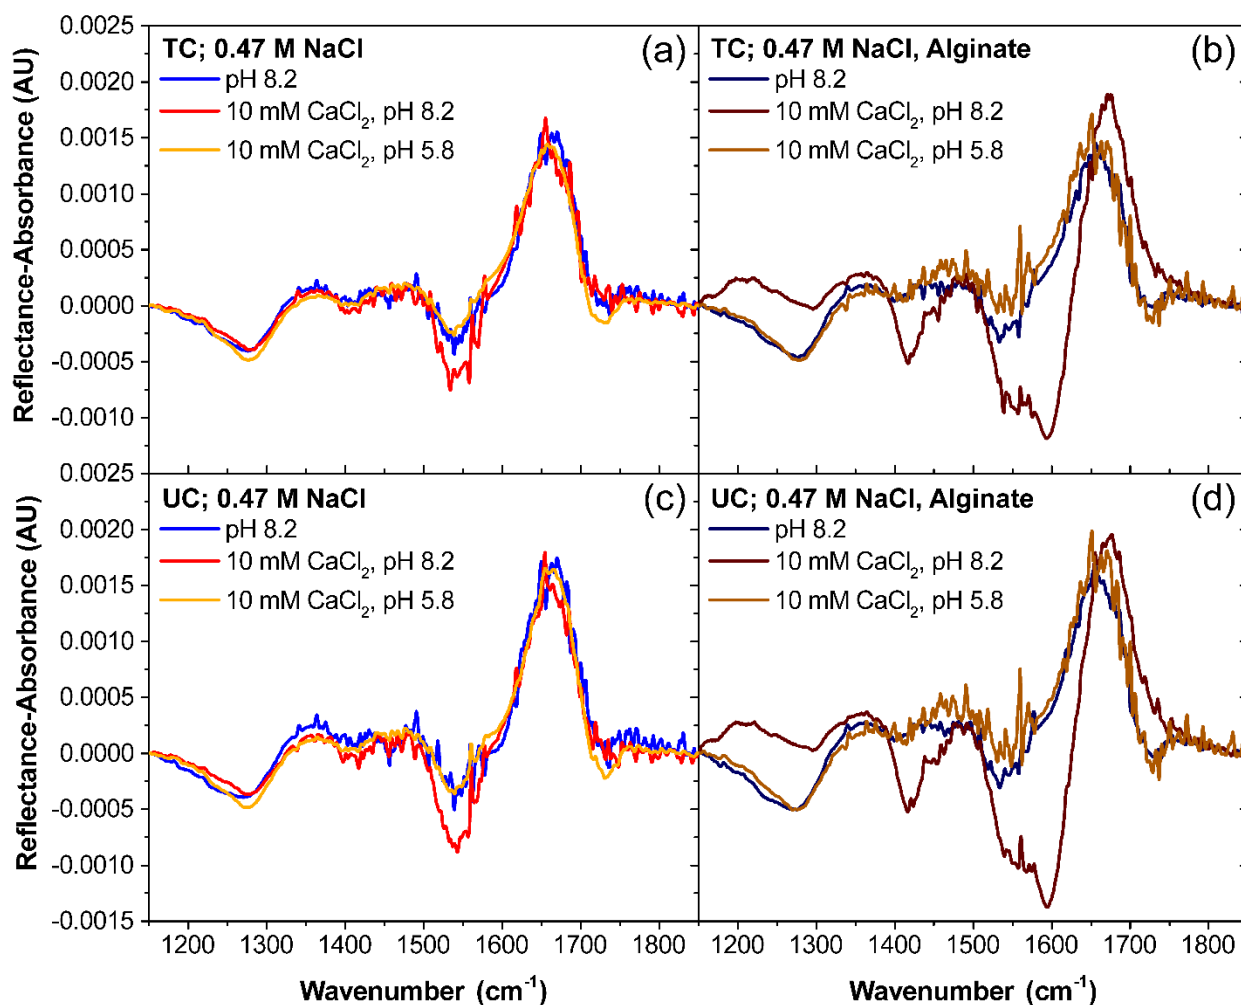 0.0025
0.0020
0.0015
0.0010
0.0005
0.0000
-0.0005
-0.0010
0.0025
0.0020
0.0015
0.0010
0.0005
0.0000
-0.0005
-0.0010
-0.0015
Reflectance-Absorbance (AU)
Reflectance-Absorbance (AU)
TC; 0.47 M NaCl
(a)
pH 8.2
10 mM CaCl₂, pH 8.2
10 mM CaCl₂, pH 5.8
TC; 0.47 M NaCl, Alginate
(b)
pH 8.2
10 mM CaCl₂, pH 8.2
10 mM CaCl₂, pH 5.8
UC; 0.47 M NaCl
(c)
pH 8.2
10 mM CaCl₂, pH 8.2
10 mM CaCl₂, pH 5.8
UC; 0.47 M NaCl, Alginate
(d)
pH 8.2
10 mM CaCl₂, pH 8.2
10 mM CaCl₂, pH 5.8
1200 1300 1400 1500 1600 1700 1800
1200 1300 1400 1500 1600 1700 1800
Wavenumber (cm⁻¹)
Wavenumber (cm⁻¹)